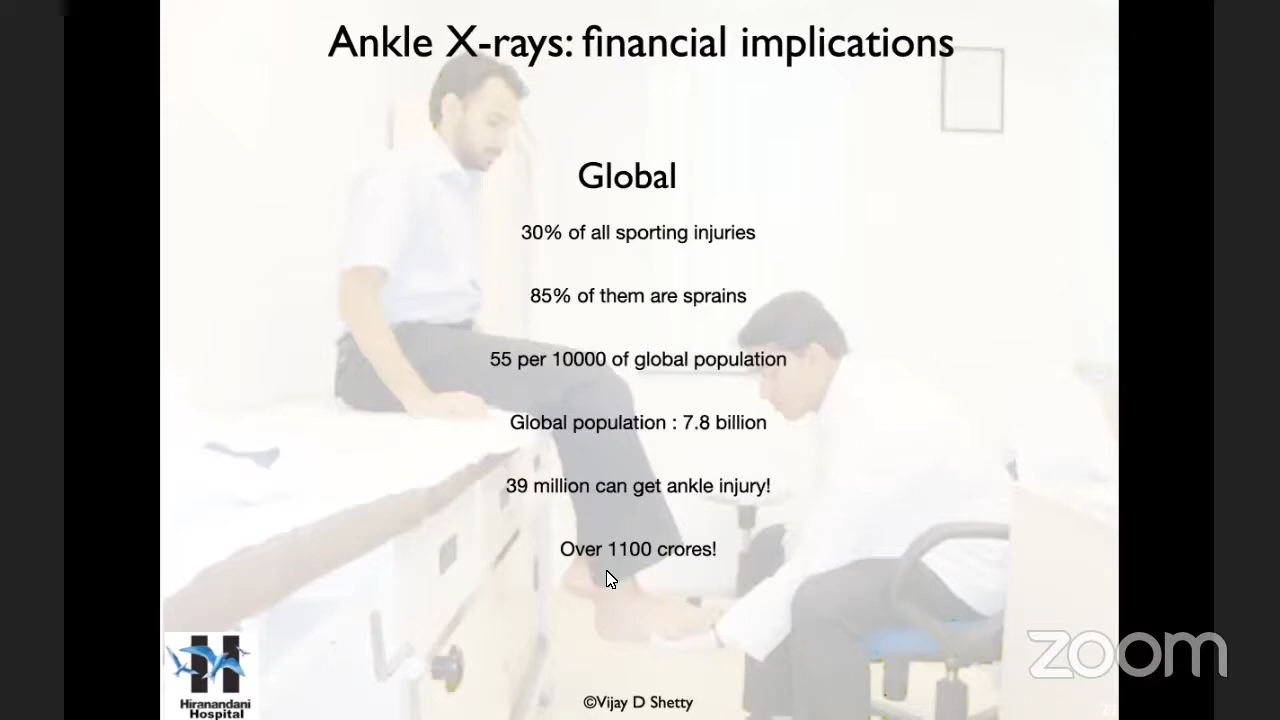 Ankle X-rays: financial implications
Global
30% of all sporting injuries
85% of them are sprains
55 per 10000 of global population
Global population : 7.8 billion
39 million can get ankle injury!
Over 1100 crores!
zoom
Hiranandani
Hospital
©Vijay D Shetty